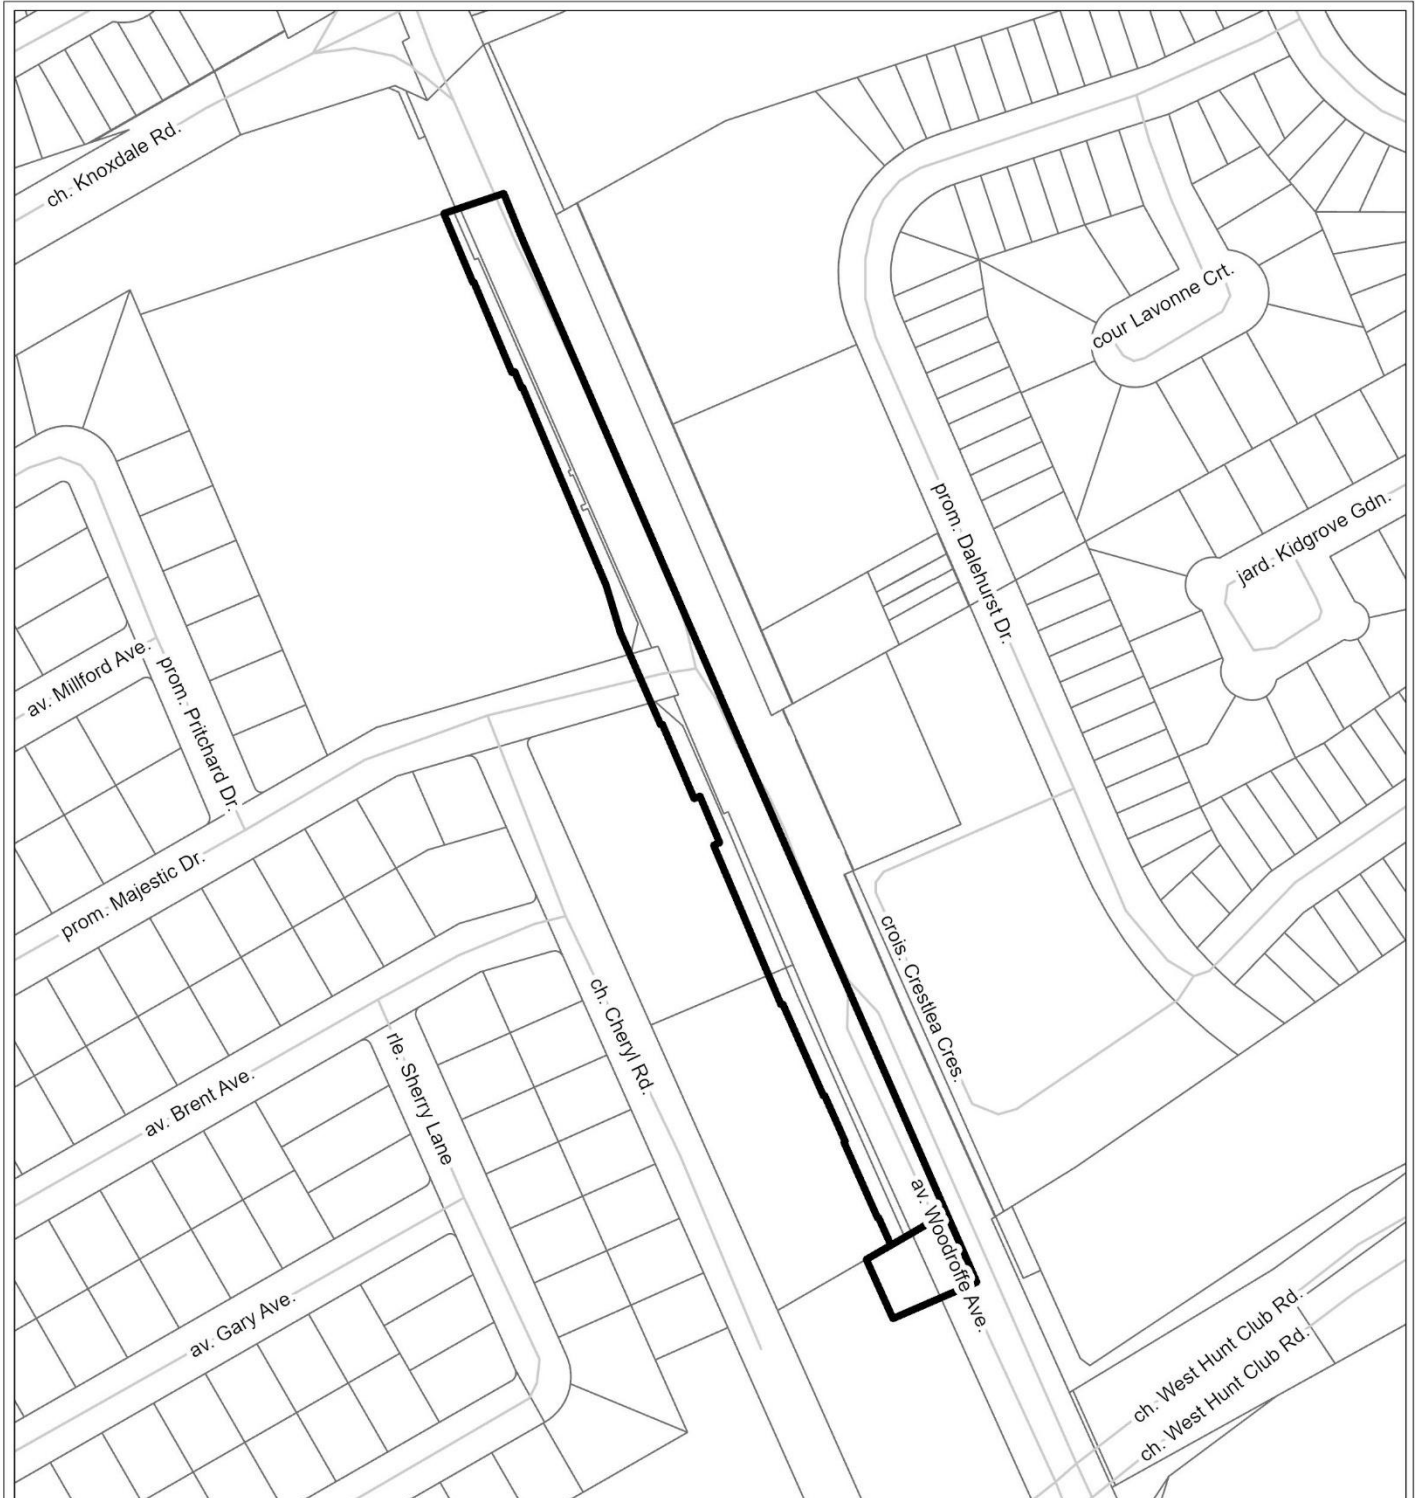 ch. Knoxdale Rd.
cour Lavonne Crt.
prom. Dalehurst Dr.
jard. Kidgrove Gdn.
av. Millford Ave.
prom. Pritchard Dr.
prom. Majestic Dr.
crois. Crestlea Cres.
ch. Cheryl Rd.
rle. Sherry Lane
av. Brent Ave.
av. Woodroffe Ave.
av. Gary Ave.
ch. West Hunt Club Rd.
ch. West Hunt Club Rd.